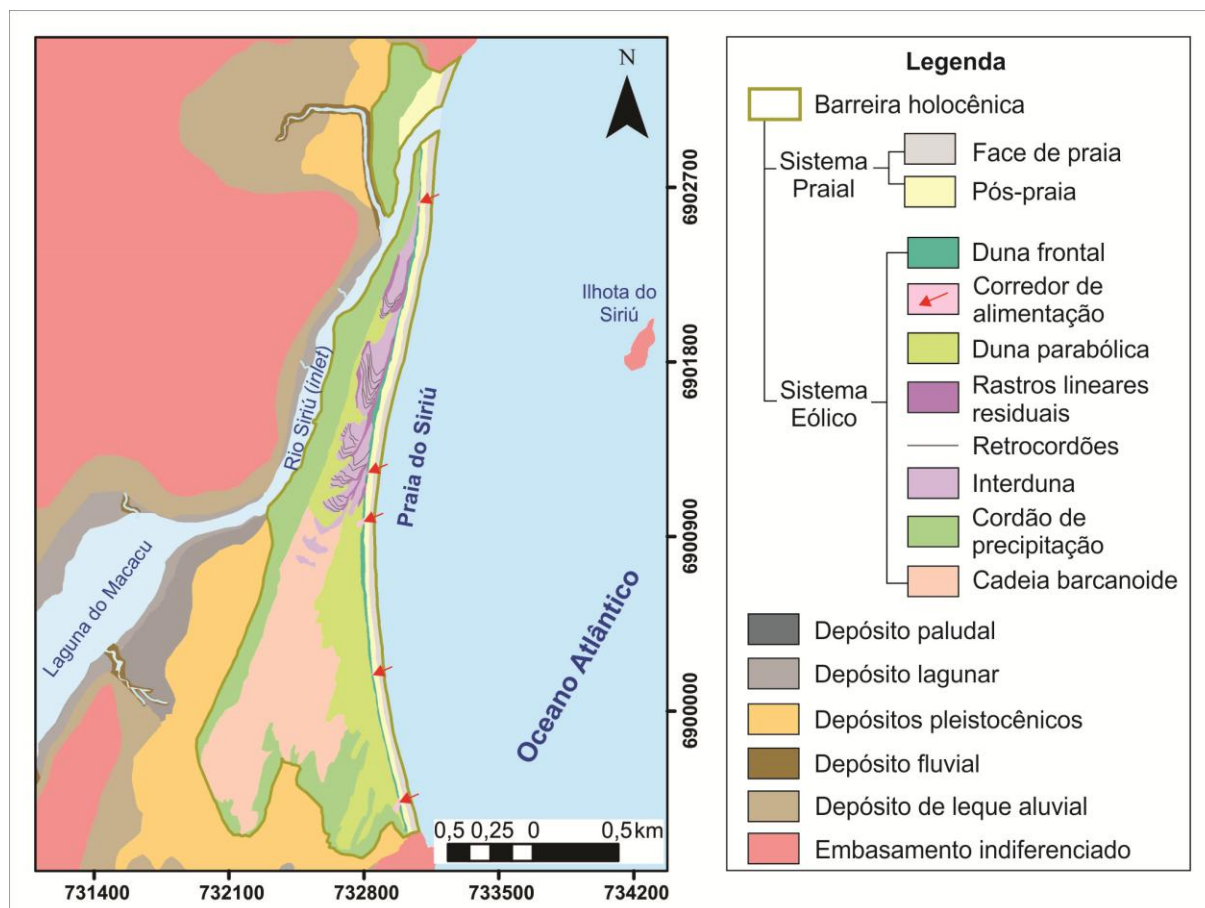 N
Ilhota do
Siriú
Rio Siriú (inlet)
Praia do Siriú
Laguna do Macacu
Oceano Atlântico
6902700
6901800
6900900
6900000
0,5 0,25 0 0,5 km
731400 732100 732800 733500 734200
Legenda
Barreira holocênica
Sistema
Praial
Face de praia
Pós-praia
Sistema
Eólico
Duna frontal
Corredor de
alimentação
Duna parabólica
Rastros lineares
residuais
Retrocordões
Interduna
Cordão de
precipitação
Cadeia barcanoide
Depósito paludal
Depósito lagunar
Depósitos pleistocênicos
Depósito fluvial
Depósito de leque aluvial
Embasamento indiferenciado